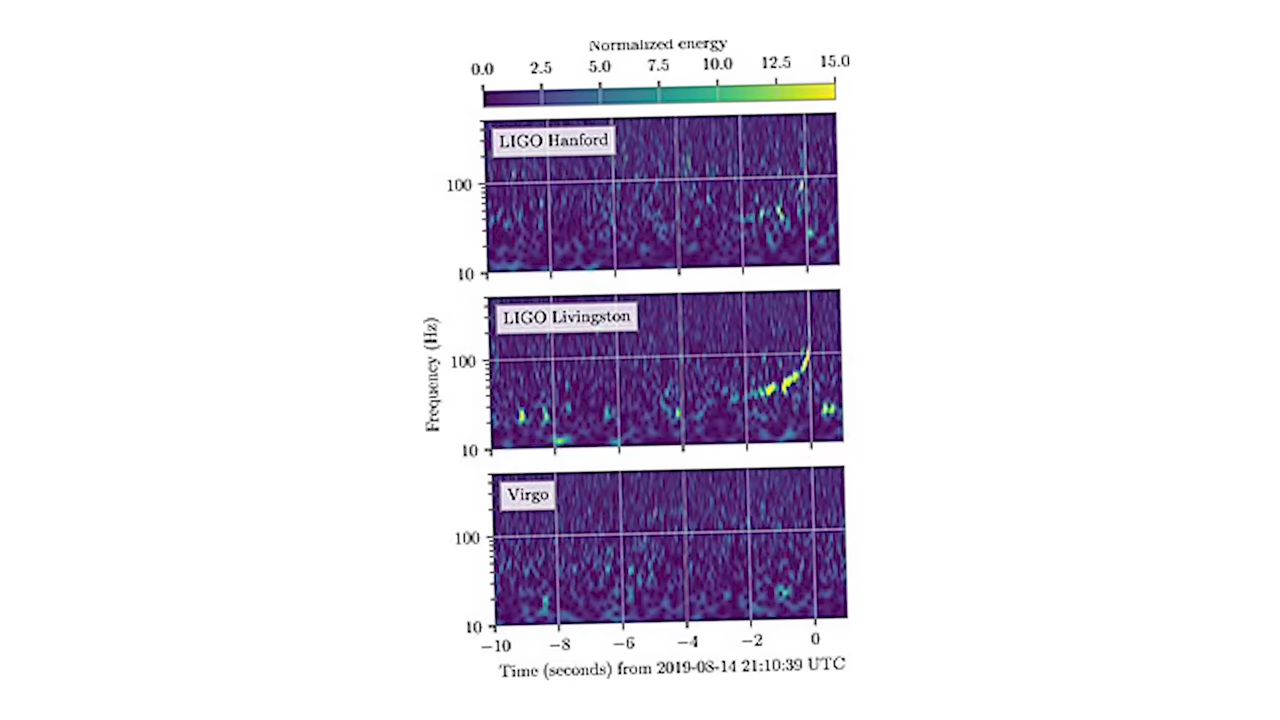 Normalized energy
0.0 2.5 5.0 7.5 10.0 12.5 15.0
LIGO Hanford
100
10
LIGO Livingston
100
10
Frequency (Hz)
Virgo
100
10
−10 −8 −6 −4 −2 0
Time (seconds) from 2019-08-14 21:10:39 UTC